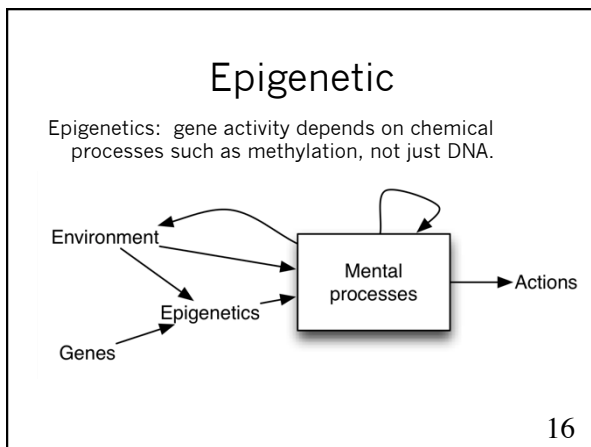 Epigenetic
Epigenetics: gene activity depends on chemical
processes such as methylation, not just DNA.
Environment
Mental
processes
Actions
Epigenetics
Genes
16